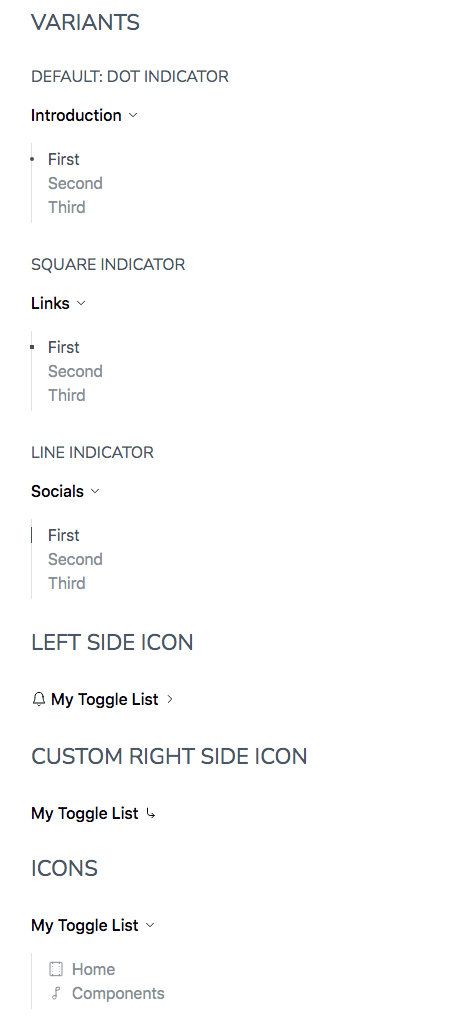 VARIANTS
DEFAULT: DOT INDICATOR
Introduction
First
Second
Third
SQUARE INDICATOR
Links
First
Second
Third
LINE INDICATOR
Socials
First
Second
Third
LEFT SIDE ICON
My Toggle List
CUSTOM RIGHT SIDE ICON
My Toggle List
ICONS
My Toggle List
Home
Components